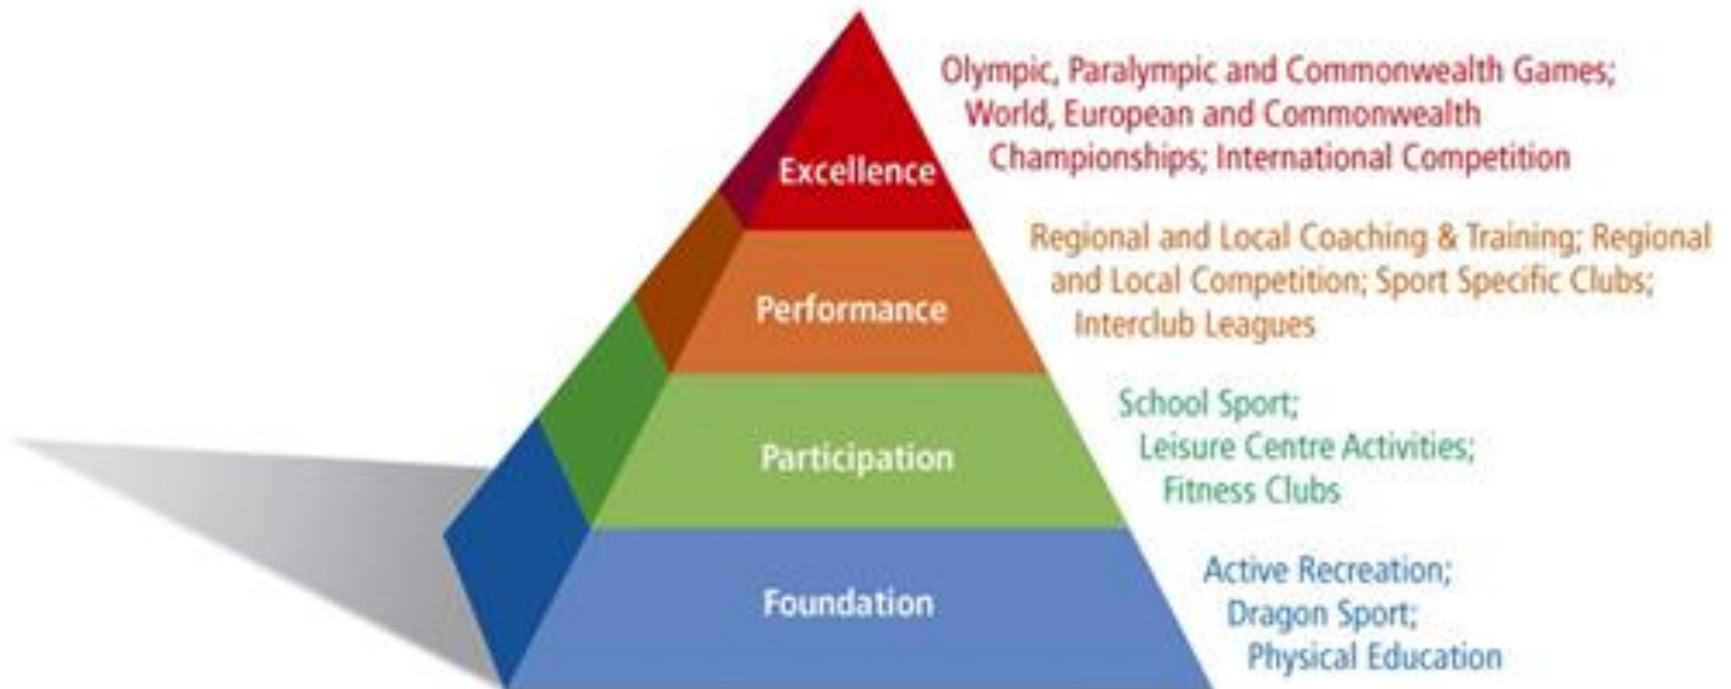 Olympic, Paralympic and Commonwealth Games;
World, European and Commonwealth
Championships; International Competition
Excellence
Regional and Local Coaching & Training; Regional
and Local Competition; Sport Specific Clubs;
Interclub Leagues
Performance
School Sport;
Leisure Centre Activities;
Fitness Clubs
Participation
Active Recreation;
Dragon Sport;
Physical Education
Foundation